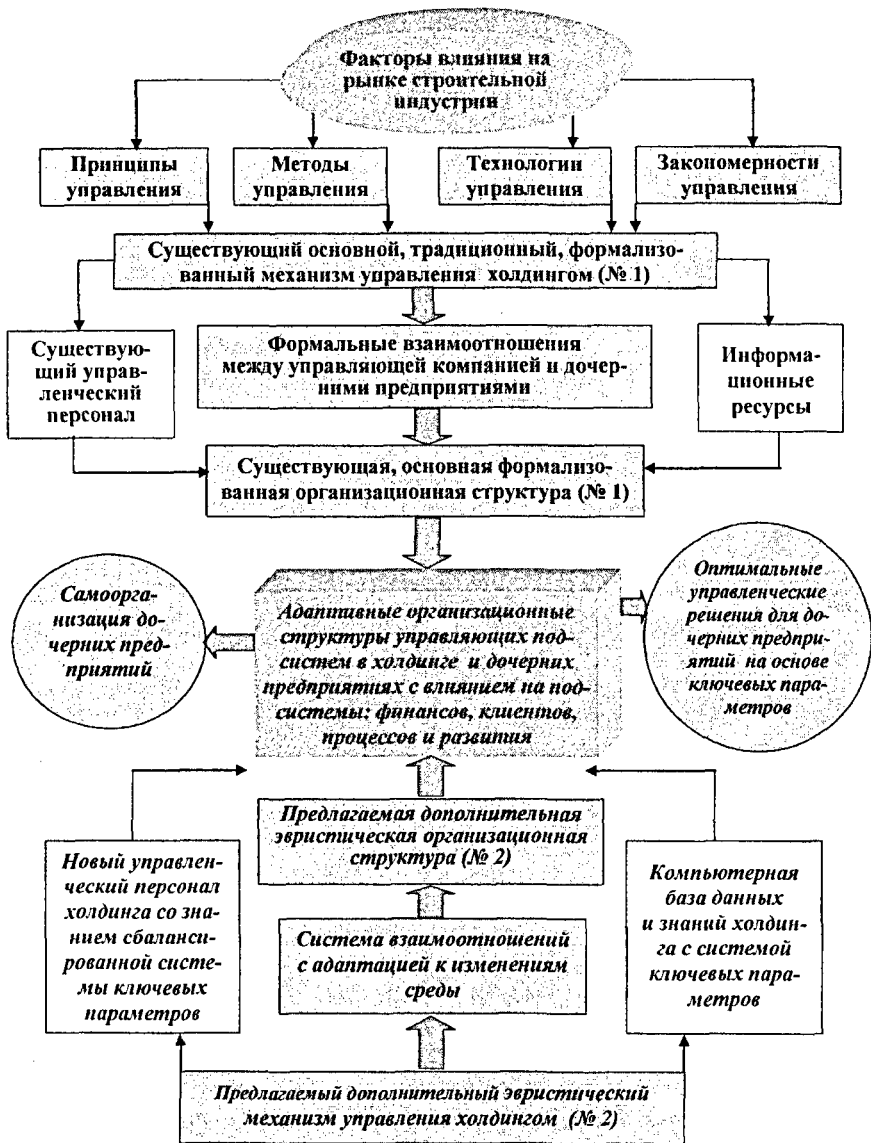 Факторы влияния на
рынке строительной
индустрии
Принципы
управления
Методы
управления
Технологии
управления
Закономерности
управления
Существующий основной, традиционный, формализо-
ванный механизм управления холдингом (№ 1)
Существую-
щий управ-
ленческий
персонал
Формальные взаимоотношения
между управляющей компанией и дочер-
ними предприятиями
Информа-
ационные
ресурсы
Существующая, основная формализо-
ванная организационная структура (№ 1)
Самоорга-
низация до-
черних пред-
приятий
Адаптивные организационные
структуры управляющих под-
систем в холдинге и дочерних
предприятиях с влиянием на под-
системы: финансов, клиентов,
процессов и развития
Оптимальные
управленческие
решения для до-
черних предпри-
ятий на основе
ключевых пара-
метров
Новый управлен-
ческий персонал
холдинга со зна-
нием сбаланси-
рованной систе-
мы ключевых
параметров
Предлагаемая дополнительная
эвристическая организационная
структура (№ 2)
Система взаимоотношений
с адаптацией к изменениям
среды
Компьютерная
база данных
и знаний холдин-
га с системой
ключевых пара-
метров
Предлагаемый дополнительный эвристический
механизм управления холдингом (№ 2)